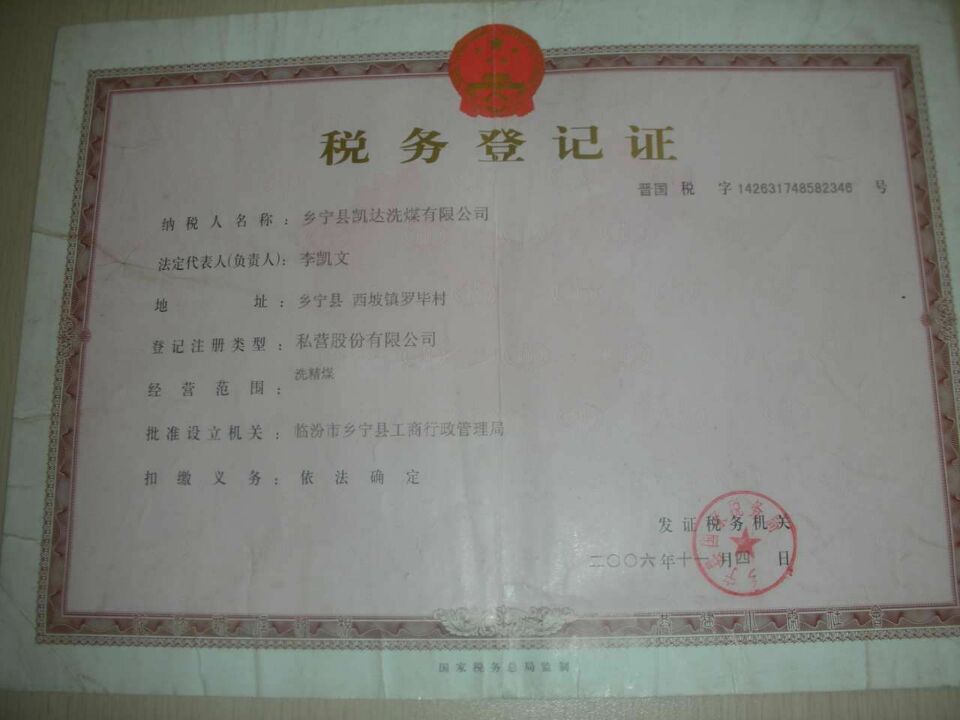 税务登记证
晋国 税 字 142631748582346 号
纳税人名称：乡宁县凯达洗煤有限公司
法定代表人(负责人)：李凯文
地 址：乡宁县 西坡镇罗毕村
登记注册类型：私营股份有限公司
经营范围：洗精煤
批准设立机关：临汾市乡宁县工商行政管理局
扣缴义务：依法确定
发证税务机关
二〇〇六年十一月四日
国家税务总局监制